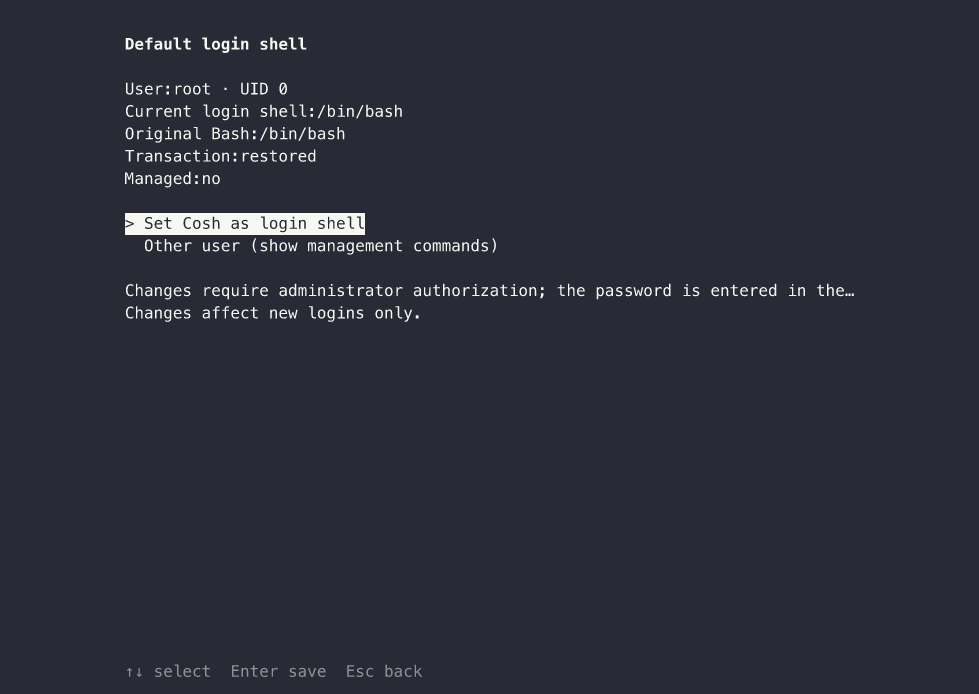 Default login shell
User:root · UID 0
Current login shell:/bin/bash
Original Bash:/bin/bash
Transaction:restored
Managed:no
> Set Cosh as login shell
Other user (show management commands)
Changes require administrator authorization; the password is entered in the…
Changes affect new logins only.
↑↓ select  Enter save  Esc back